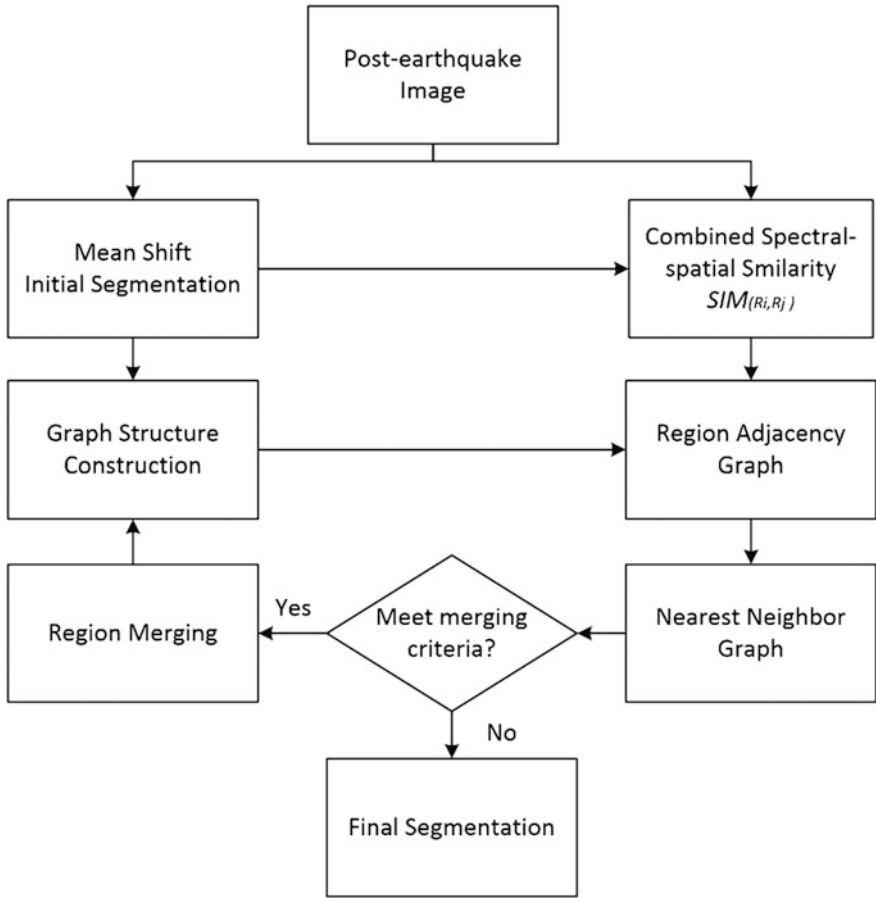 Post-earthquake
Image
Mean Shift
Initial Segmentation
Combined Spectral-
spatial Smilarity
SIM(Ri,Rj )
Graph Structure
Construction
Region Adjacency
Graph
Region Merging
Yes
Meet merging
criteria?
Nearest Neighbor
Graph
No
Final Segmentation